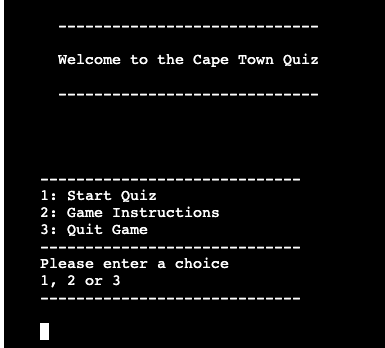 -----------------------------
Welcome to the Cape Town Quiz
-----------------------------
-----------------------------
1: Start Quiz
2: Game Instructions
3: Quit Game
-----------------------------
Please enter a choice
1, 2 or 3
-----------------------------